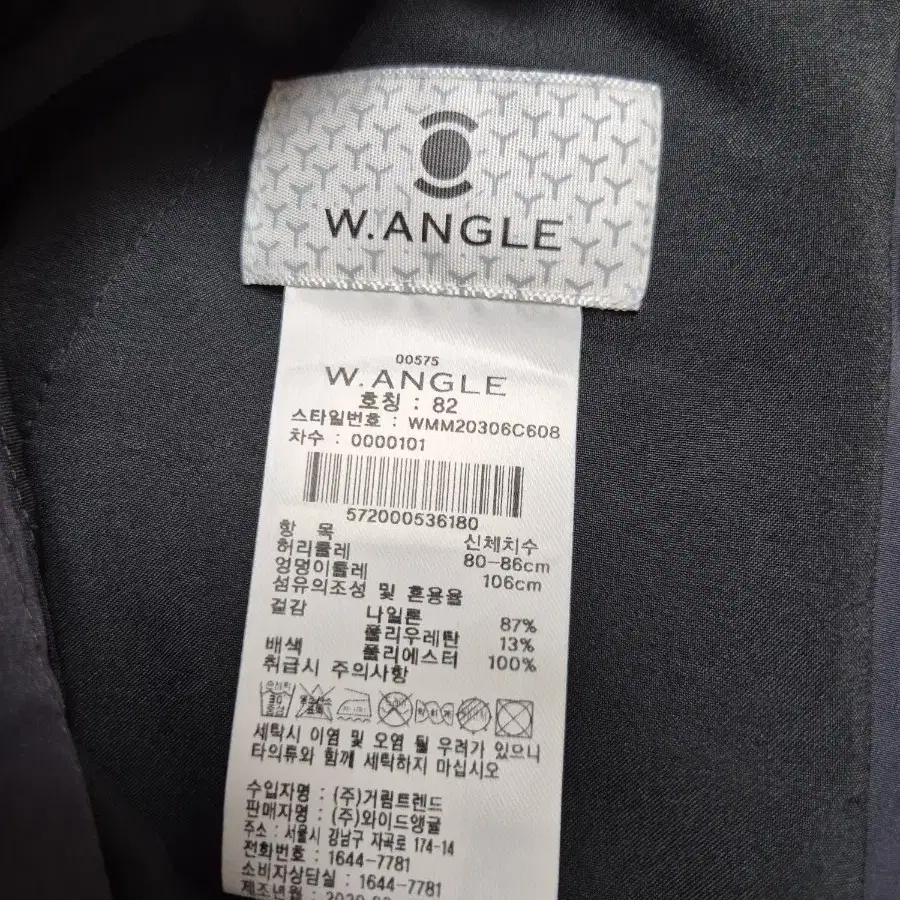 W.ANGLE
00575
W.ANGLE
호칭 : 82
스타일번호 : WMM20306C608
차수 : 0000101
572000536180
항 목 신체치수
허리둘레 80-86cm
엉덩이둘레 106cm
섬유의조성 및 혼용율
겉감 나일론 87%
폴리우레탄 13%
배색 폴리에스터 100%
취급시 주의사항
세탁시 이염 및 오염 될 우려가 있으니
타의류와 함께 세탁하지 마십시오
수입자명 : (주)거림트렌드
판매자명 : (주)와이드앵글
주소 : 서울시 강남구 자곡로 174-14
전화번호 : 1644-7781
소비자상담실 : 1644-7781
제조년월 :